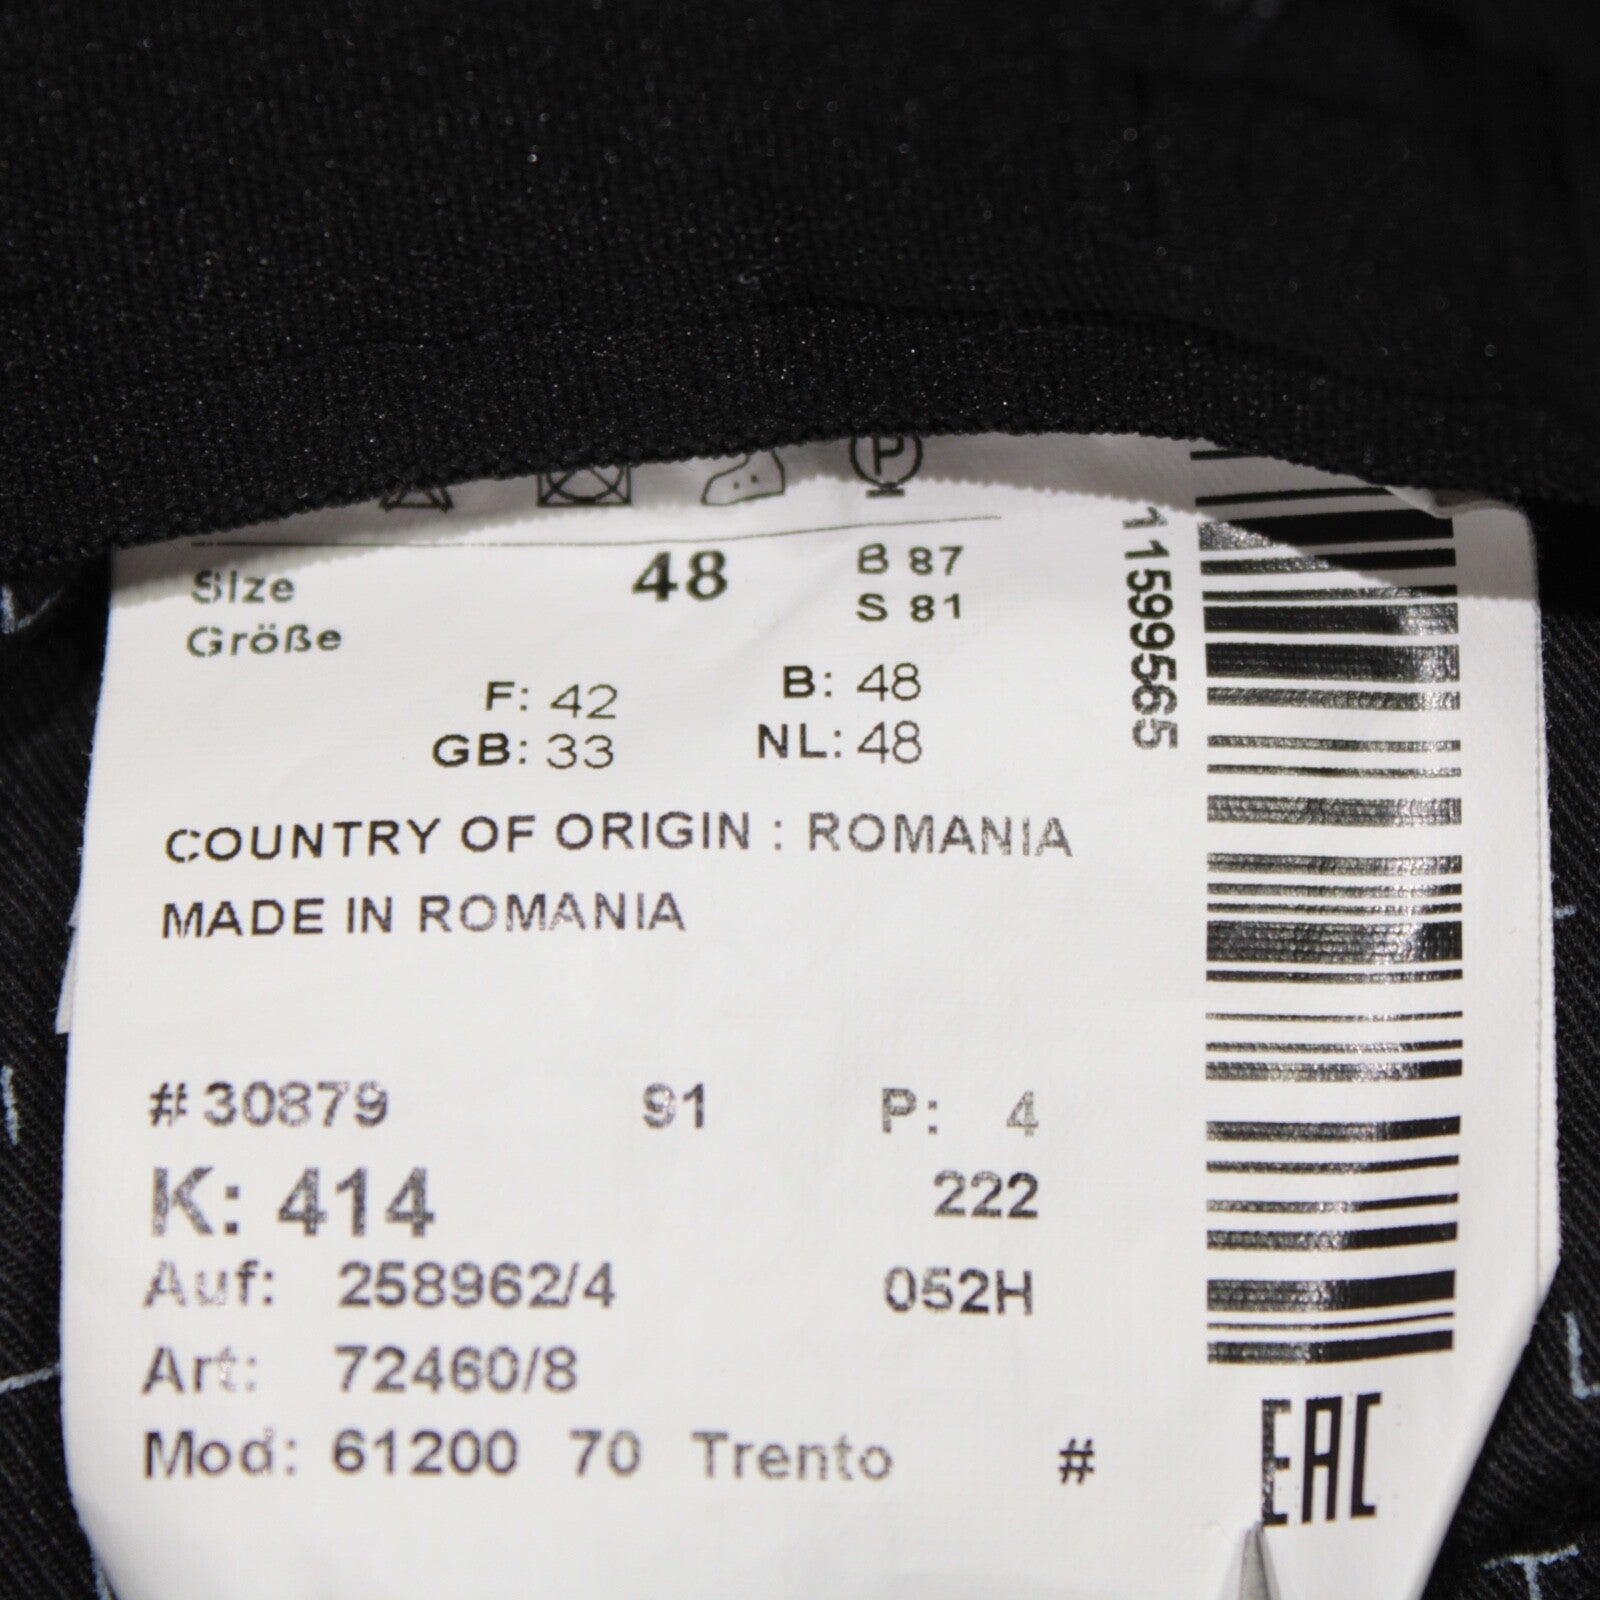 P
Size 48 B 87
Größe S 81
F: 42 B: 48
GB: 33 NL: 48
COUNTRY OF ORIGIN : ROMANIA
MADE IN ROMANIA
#30879 91 P: 4
K: 414 222
Auf: 258962/4 052H
Art: 72460/8
Mod: 61200 70 Trento #
11599565
EAC